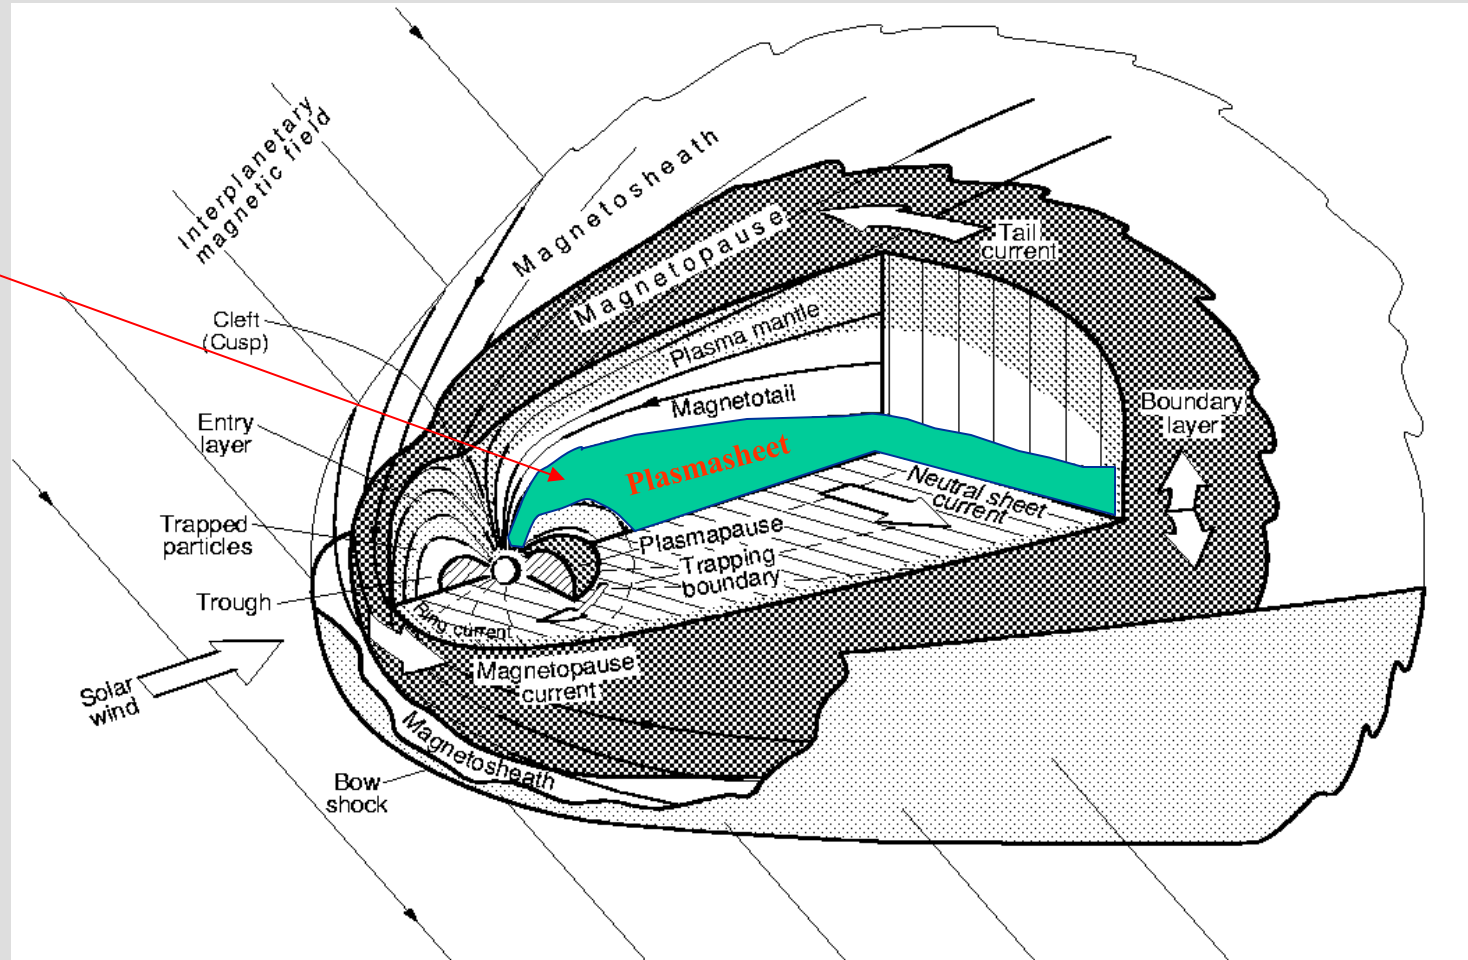 Interplanetary
magnetic field
Magnetosheath
Magnetopause
Tail
current
Cleft
(Cusp)
Plasma mantle
Magnetotail
Entry
layer
Boundary
layer
Plasmasheet
Neutral sheet
current
Trapped
particles
Plasmapause
Trapping
boundary
Trough
Ring current
Magnetopause
current
Solar
wind
Magnetosheath
Bow
shock